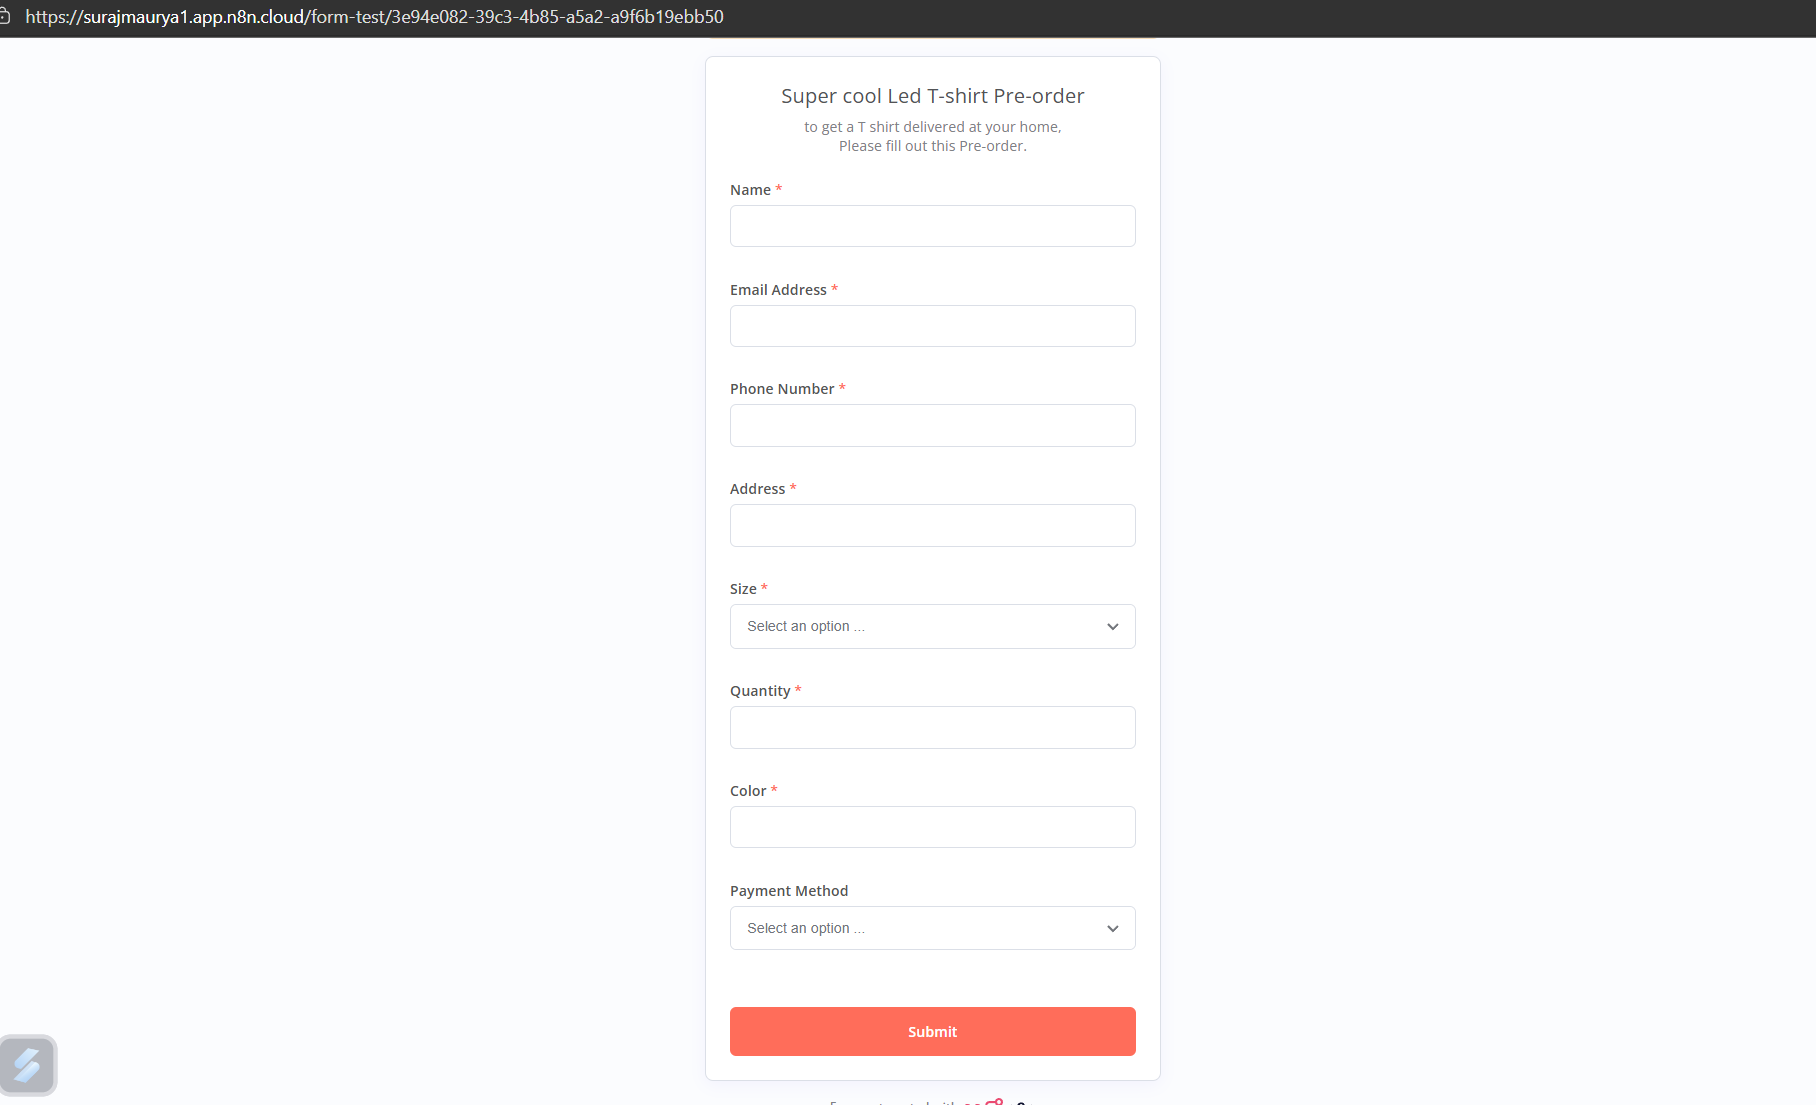 https://surajmaurya1.app.n8n.cloud/form-test/3e94e082-39c3-4b85-a5a2-a9f6b19ebb50
Super cool Led T-shirt Pre-order
to get a T shirt delivered at your home,
Please fill out this Pre-order.
Name *
Email Address *
Phone Number *
Address *
Size *
Select an option ...
Quantity *
Color *
Payment Method
Select an option ...
Submit